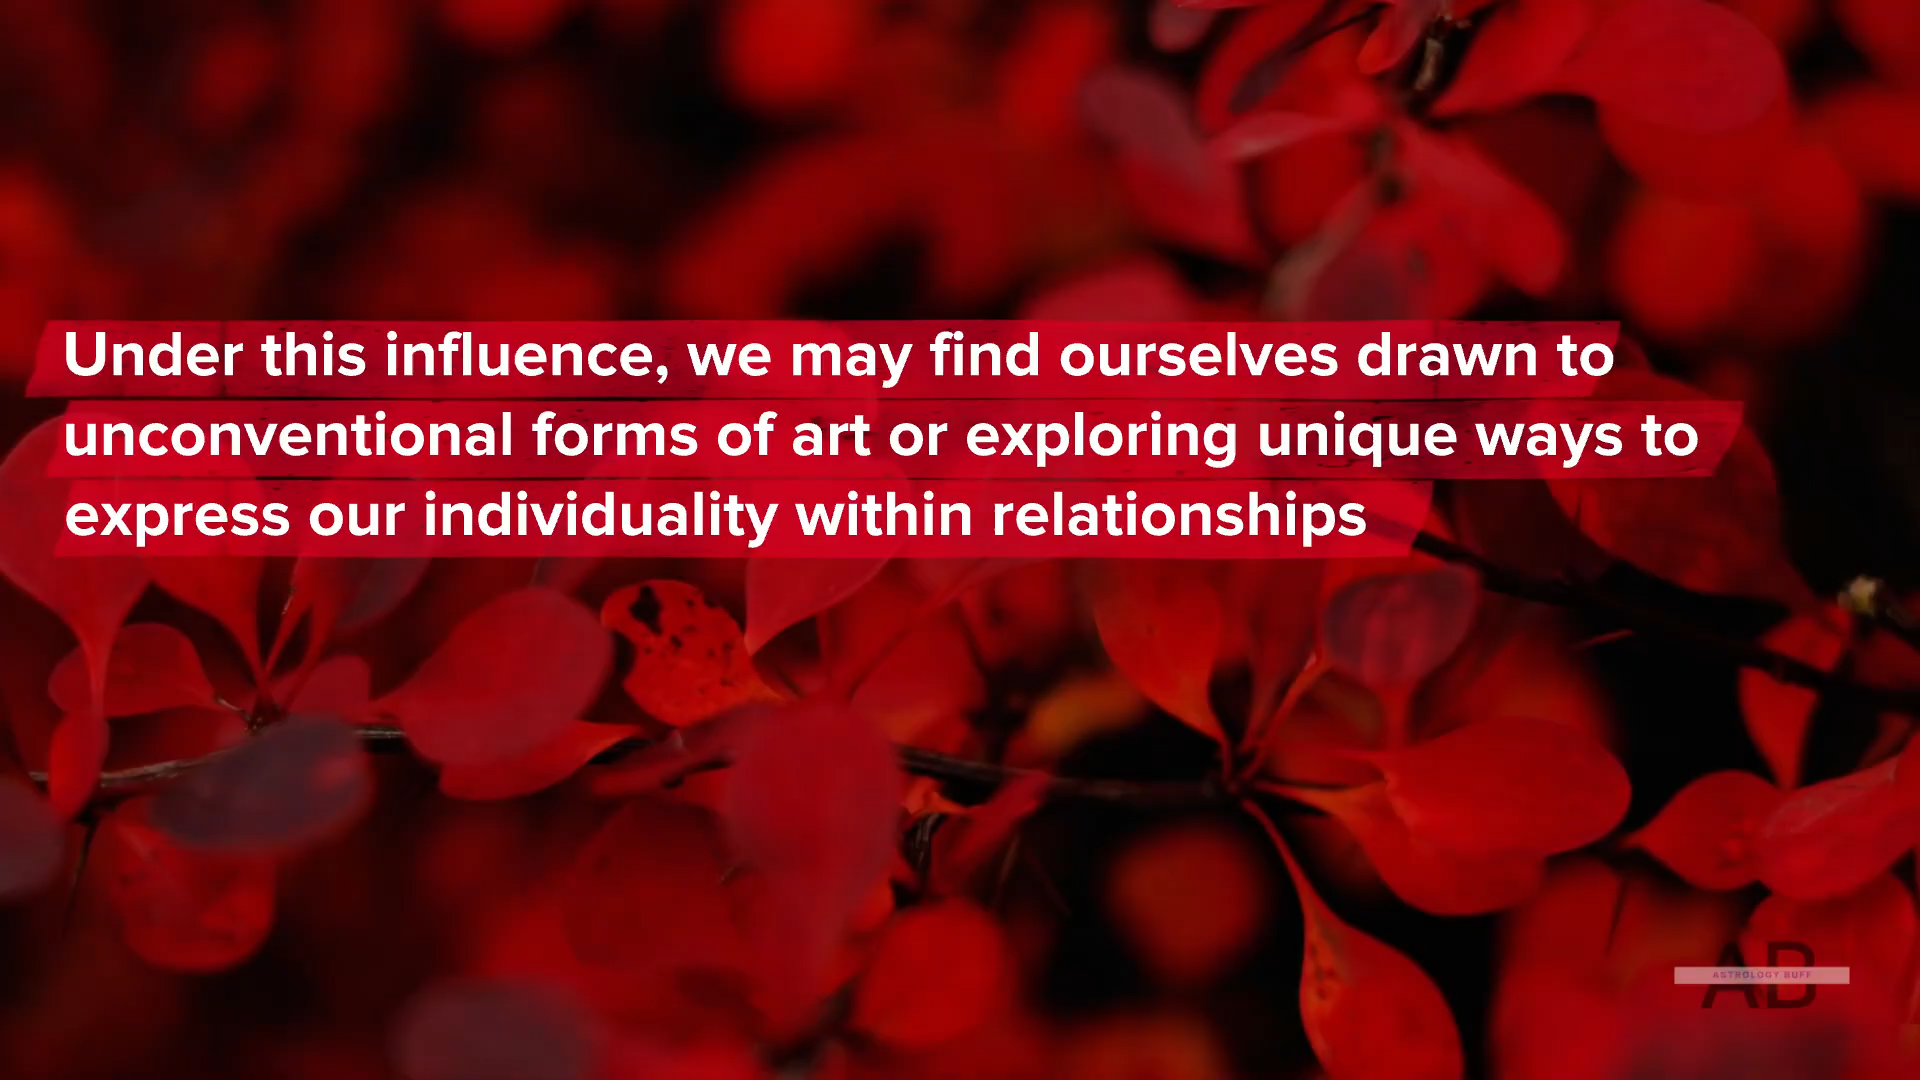 Under this influence, we may find ourselves drawn to
unconventional forms of art or exploring unique ways to
express our individuality within relationships
AB
ASTROLOGY BUFF